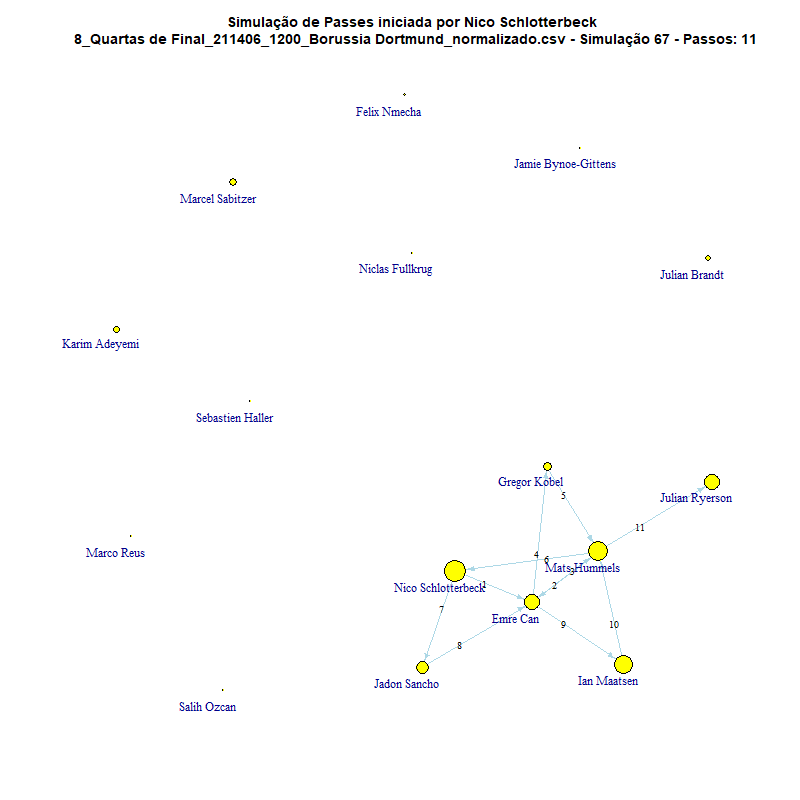 Simulação de Passes iniciada por Nico Schlotterbeck
8_Quartas de Final_211406_1200_Borussia Dortmund_normalizado.csv - Simulação 67 - Passos: 11
Felix Nmecha
Jamie Bynoe-Gittens
Marcel Sabitzer
Niclas Fullkrug
Julian Brandt
Karim Adeyemi
Sebastien Haller
Gregor Kobel
5
Julian Ryerson
11
Marco Reus
4
6
Mats Hummels
3
Nico Schlotterbeck
1
2
7
Emre Can
9
10
8
Jadon Sancho
Ian Maatsen
Salih Ozcan